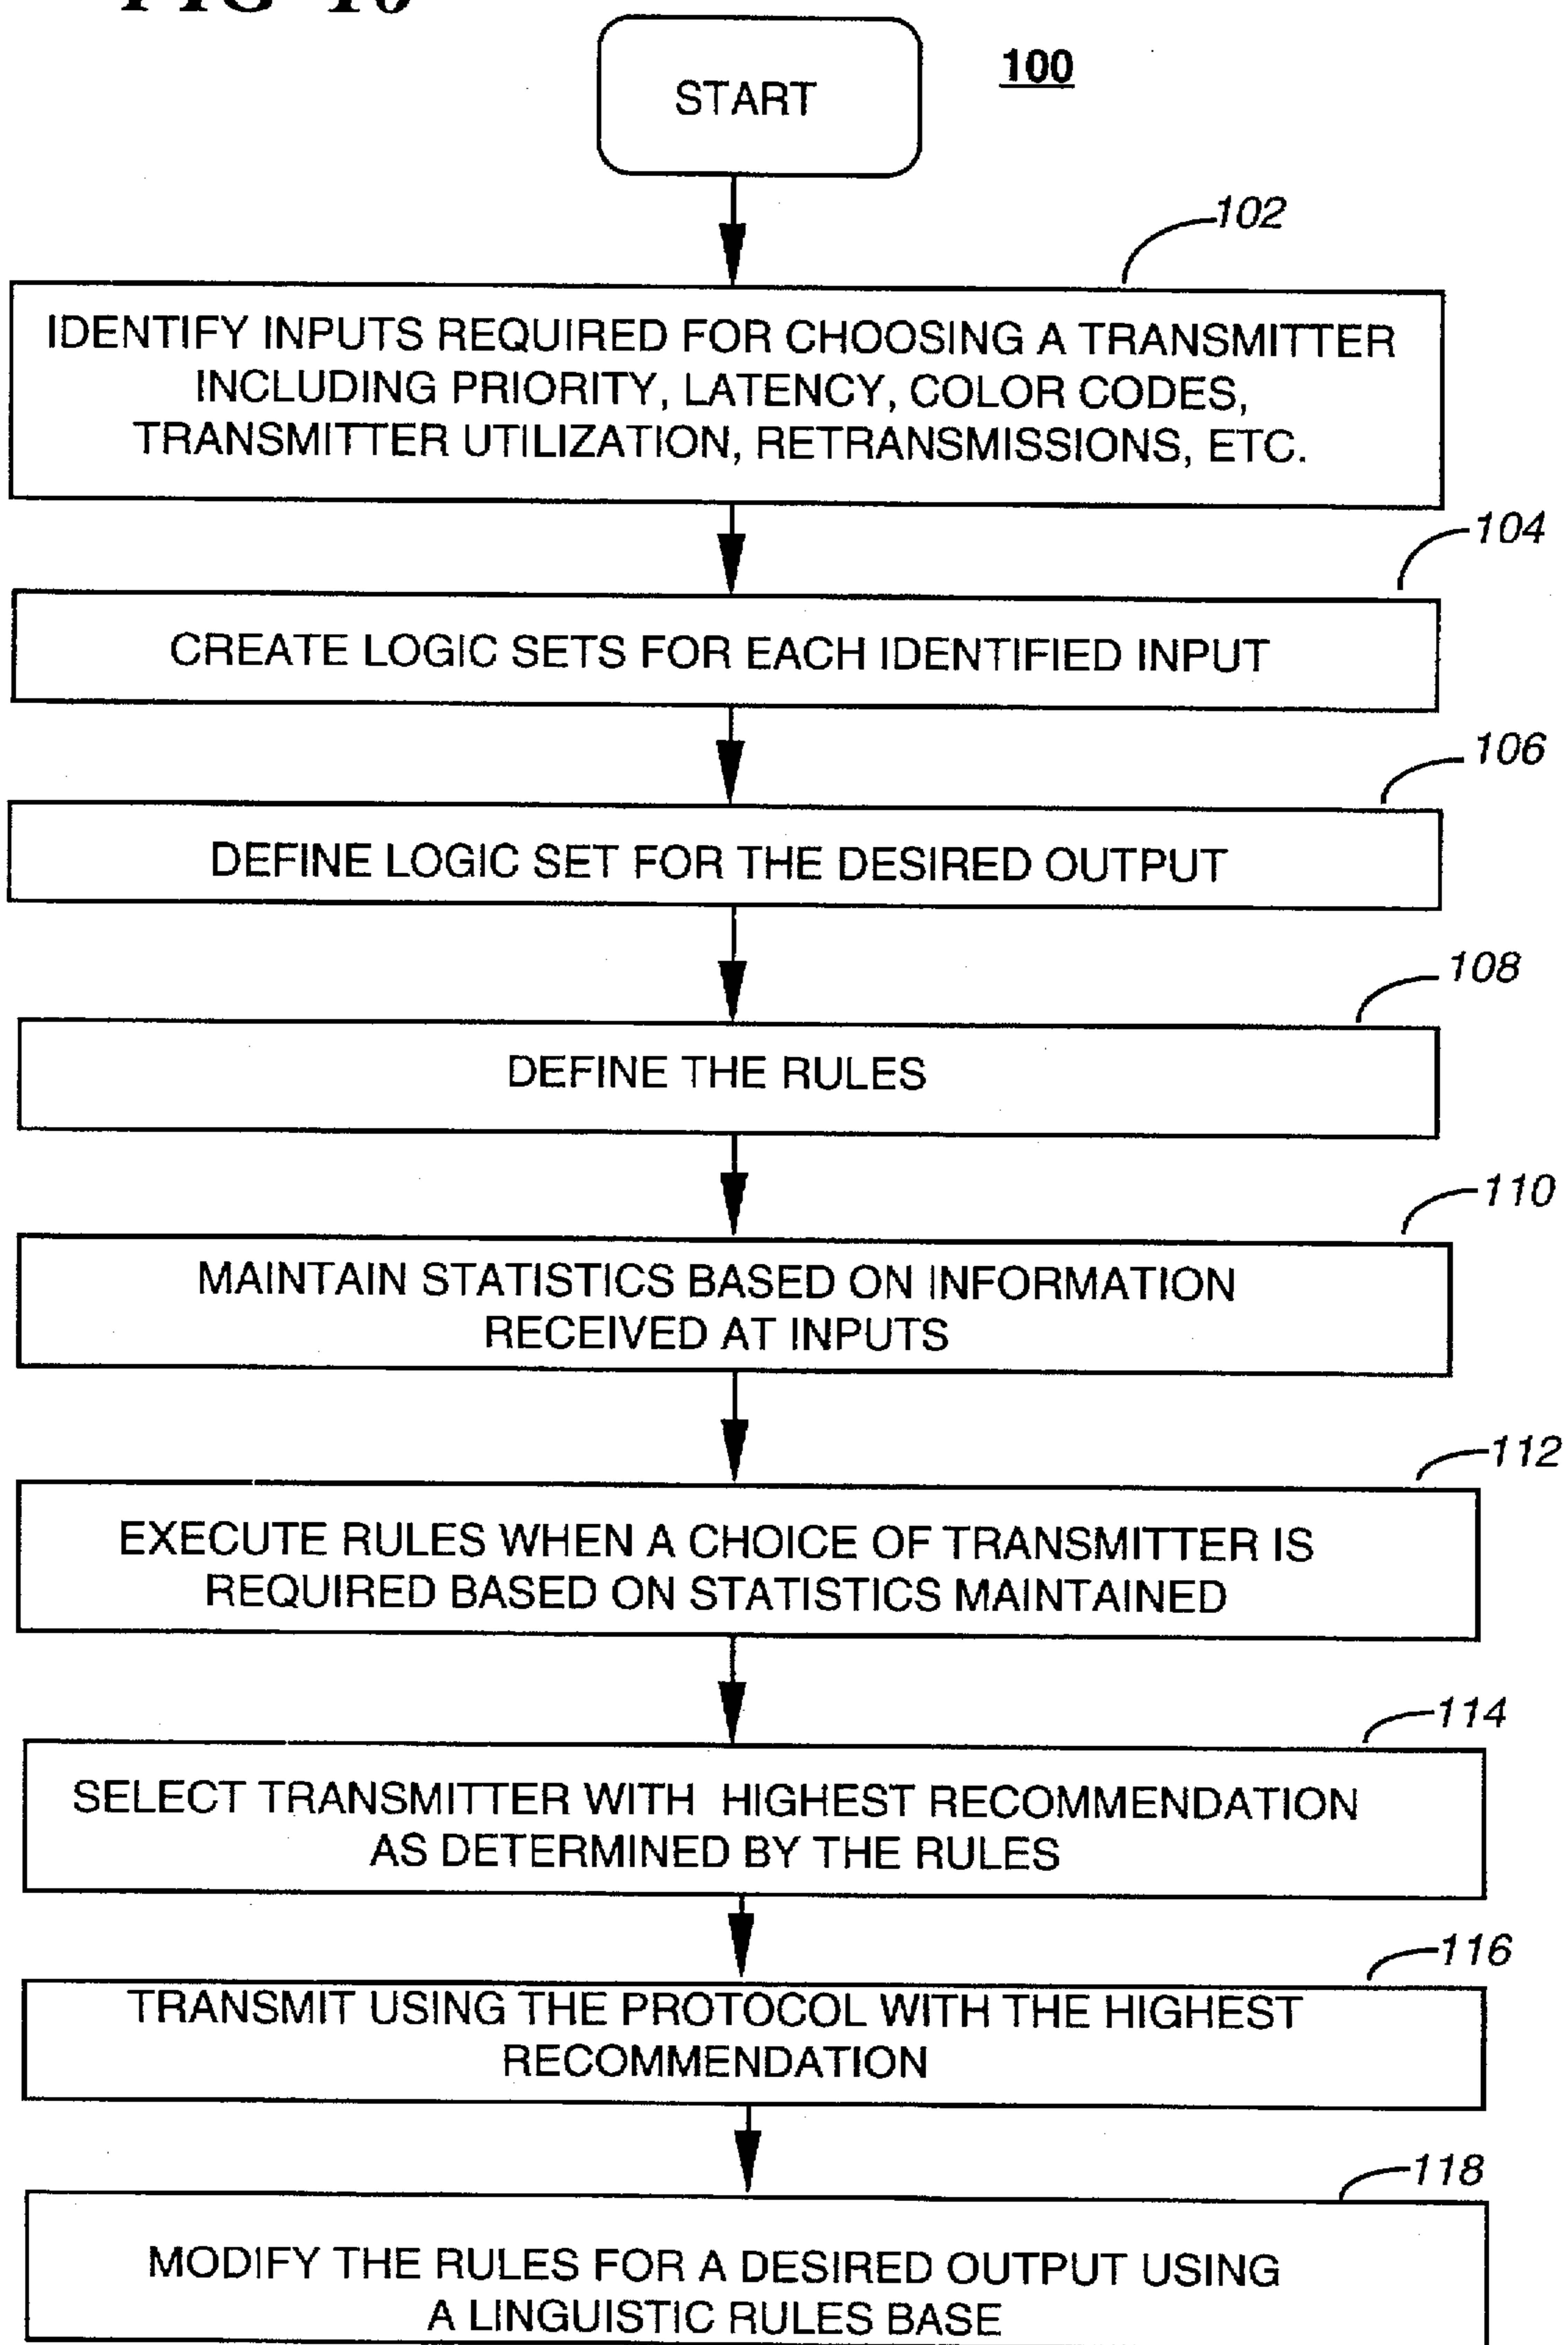 FIG 10
START
100
102
IDENTIFY INPUTS REQUIRED FOR CHOOSING A TRANSMITTER
INCLUDING PRIORITY, LATENCY, COLOR CODES,
TRANSMITTER UTILIZATION, RETRANSMISSIONS, ETC.
104
CREATE LOGIC SETS FOR EACH IDENTIFIED INPUT
106
DEFINE LOGIC SET FOR THE DESIRED OUTPUT
108
DEFINE THE RULES
110
MAINTAIN STATISTICS BASED ON INFORMATION
RECEIVED AT INPUTS
112
EXECUTE RULES WHEN A CHOICE OF TRANSMITTER IS
REQUIRED BASED ON STATISTICS MAINTAINED
114
SELECT TRANSMITTER WITH HIGHEST RECOMMENDATION
AS DETERMINED BY THE RULES
116
TRANSMIT USING THE PROTOCOL WITH THE HIGHEST
RECOMMENDATION
118
MODIFY THE RULES FOR A DESIRED OUTPUT USING
A LINGUISTIC RULES BASE